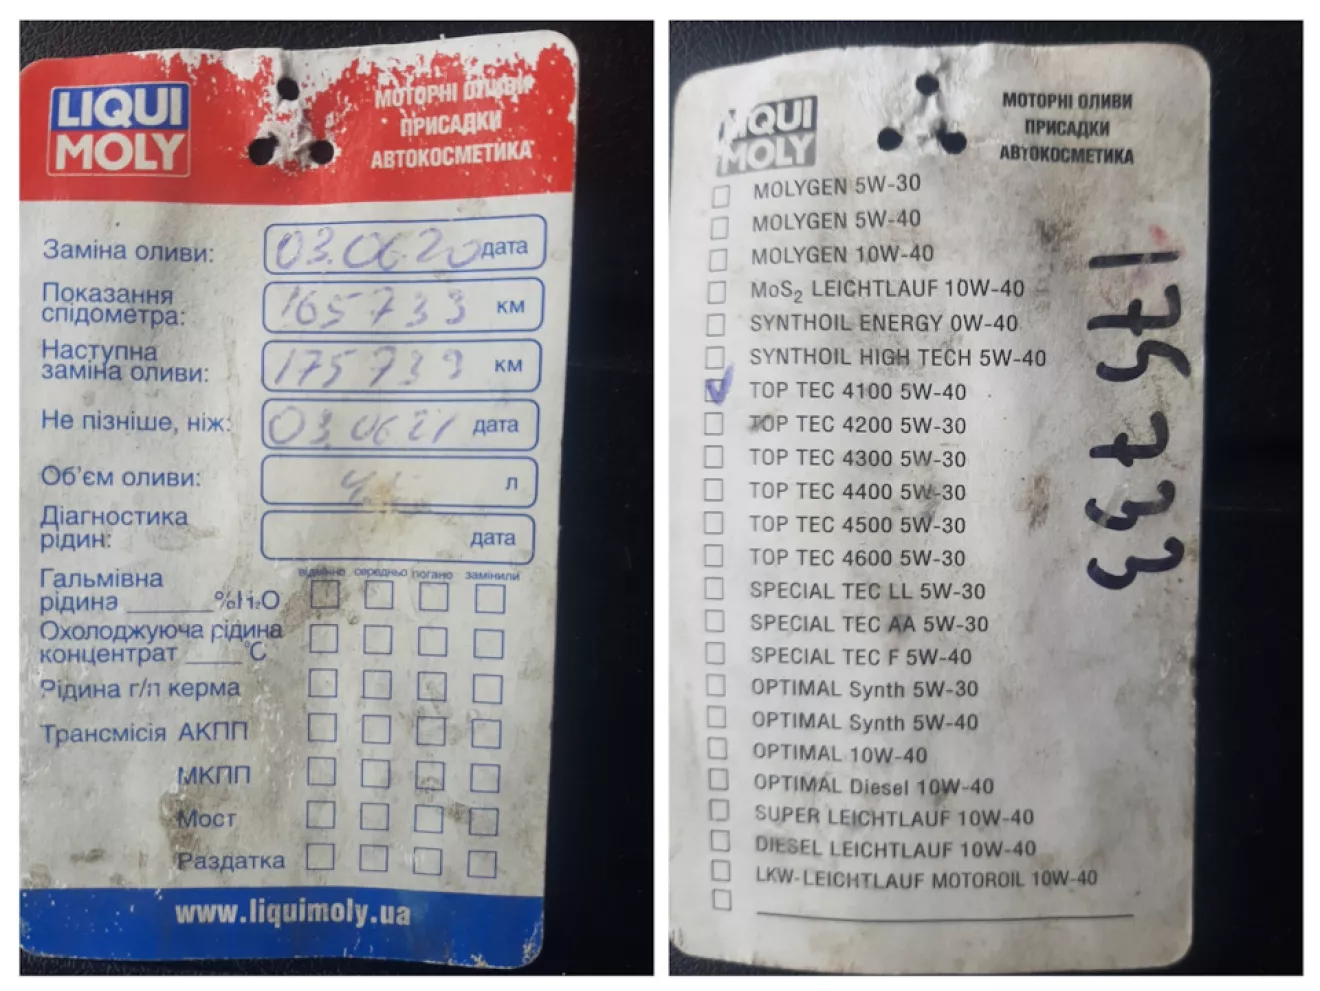 LIQUI
MOLY
МОТОРНІ ОЛИВИ
ПРИСАДКИ
АВТОКОСМЕТИКА
Заміна оливи: 03.06.20 дата
Показання
спідометра: 165733 км
Наступна
заміна оливи: 175733 км
Не пізніше, ніж: 03.06.21 дата
Об'єм оливи: л
Діагностика
рідин: дата
відмінно середньо погано замінили
Гальмівна
рідина ______%H₂O
Охолоджуюча рідина
концентрат ____°C
Рідина г/п керма
Трансмісія АКПП
МКПП
Мост
Раздатка
www.liquimoly.ua
LIQUI
MOLY
МОТОРНІ ОЛИВИ
ПРИСАДКИ
АВТОКОСМЕТИКА
MOLYGEN 5W-30
MOLYGEN 5W-40
MOLYGEN 10W-40
MoS₂ LEICHTLAUF 10W-40
SYNTHOIL ENERGY 0W-40
SYNTHOIL HIGH TECH 5W-40
TOP TEC 4100 5W-40
TOP TEC 4200 5W-30
TOP TEC 4300 5W-30
TOP TEC 4400 5W-30
TOP TEC 4500 5W-30
TOP TEC 4600 5W-30
SPECIAL TEC LL 5W-30
SPECIAL TEC AA 5W-30
SPECIAL TEC F 5W-40
OPTIMAL Synth 5W-30
OPTIMAL Synth 5W-40
OPTIMAL 10W-40
OPTIMAL Diesel 10W-40
SUPER LEICHTLAUF 10W-40
DIESEL LEICHTLAUF 10W-40
LKW-LEICHTLAUF MOTOROIL 10W-40
175733